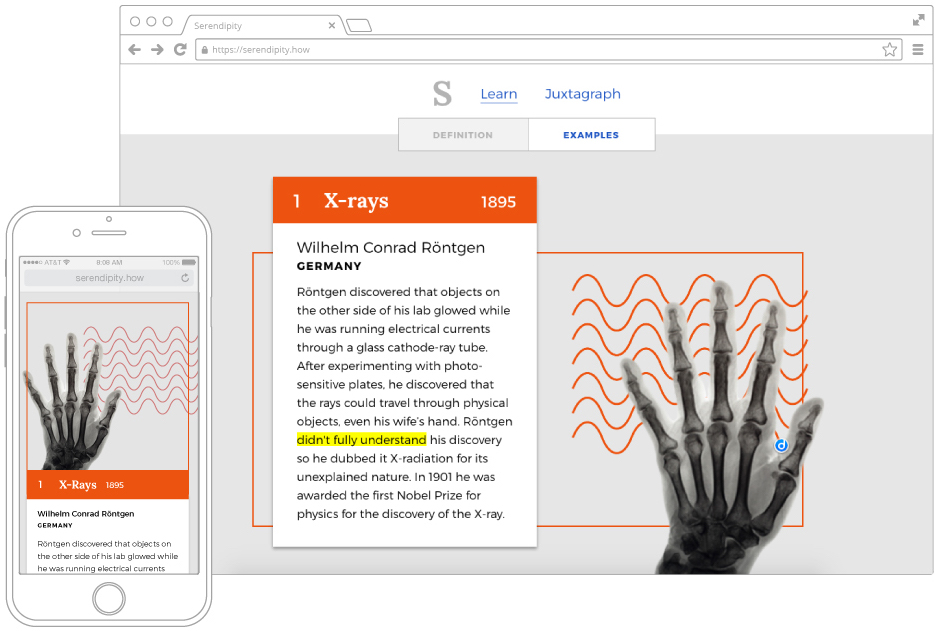 Serendipity
https://serendipity.how
S Learn Juxtagraph
DEFINITION EXAMPLES
1 X-rays 1895
Wilhelm Conrad Röntgen
GERMANY
Röntgen discovered that objects on
the other side of his lab glowed while
he was running electrical currents
through a glass cathode-ray tube.
After experimenting with photo-
sensitive plates, he discovered that
the rays could travel through physical
objects, even his wife's hand. Röntgen
didn't fully understand his discovery
so he dubbed it X-radiation for its
unexplained nature. In 1901 he was
awarded the first Nobel Prize for
physics for the discovery of the X-ray.
d
AT&T 8:08 AM 100%
serendipity.how
1 X-Rays 1895
Wilhelm Conrad Röntgen
GERMANY
Röntgen discovered that objects on
the other side of his lab glowed while
he was running electrical currents